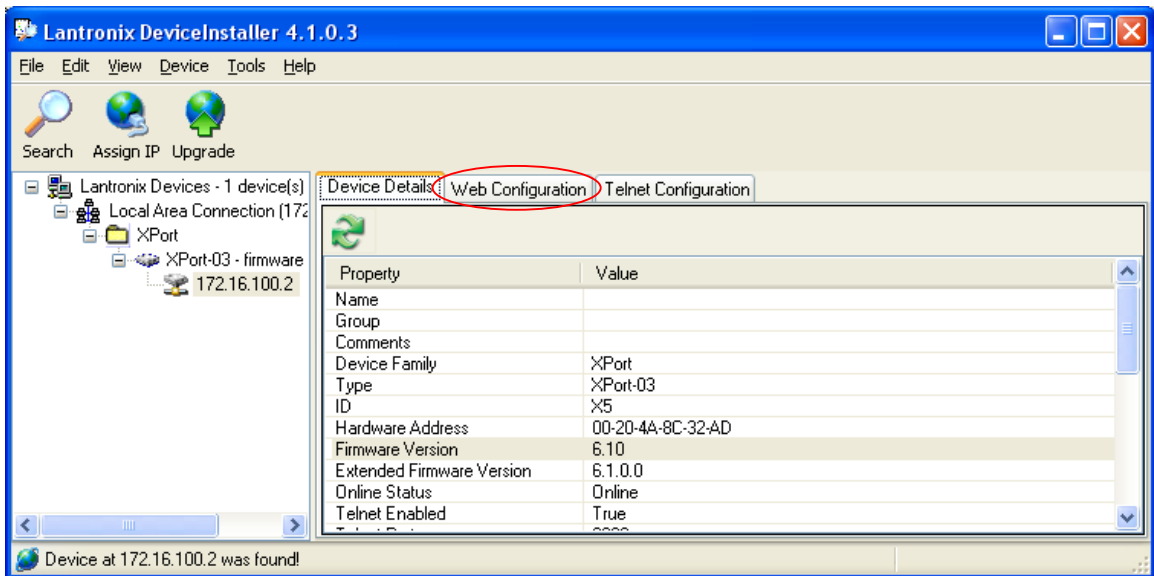 Lantronix DeviceInstaller 4.1.0.3
File Edit View Device Tools Help
Search Assign IP Upgrade
Lantronix Devices - 1 device(s)
Local Area Connection (172
XPort
XPort-03 - firmware
172.16.100.2
Device Details Web Configuration Telnet Configuration
Property Value
Name
Group
Comments
Device Family XPort
Type XPort-03
ID X5
Hardware Address 00-20-4A-8C-32-AD
Firmware Version 6.10
Extended Firmware Version 6.1.0.0
Online Status Online
Telnet Enabled True
Device at 172.16.100.2 was found!